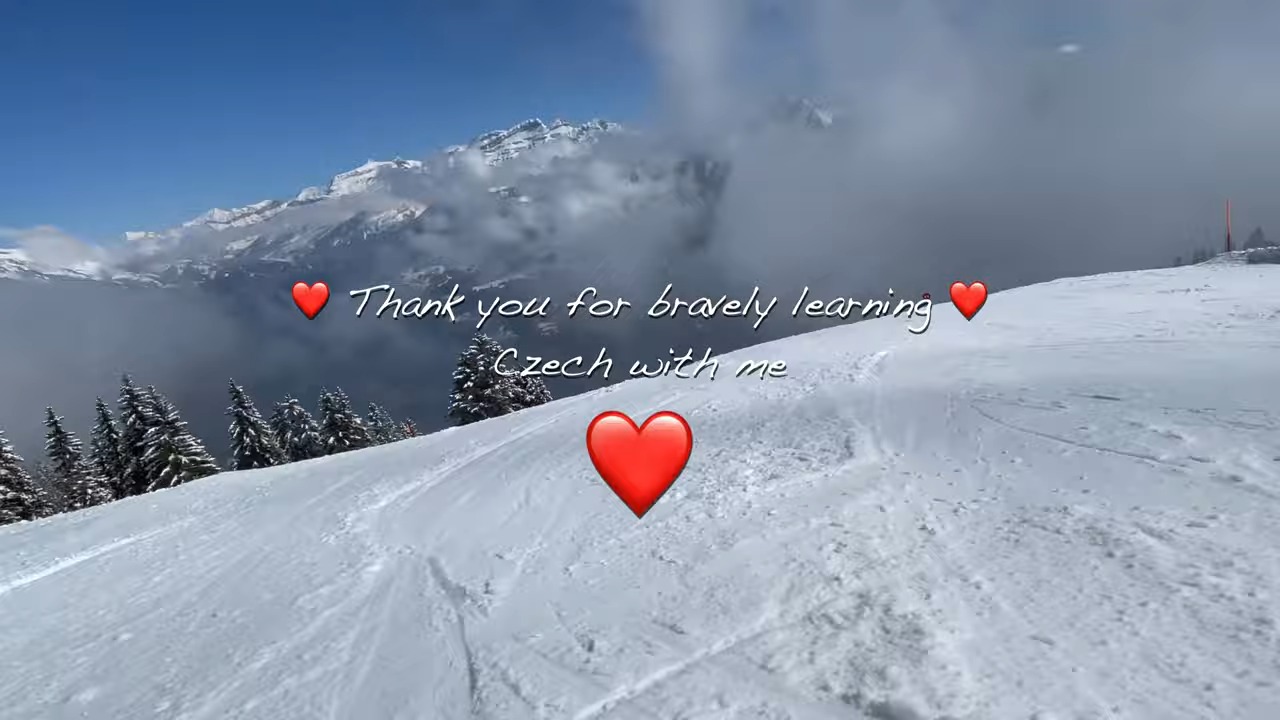 ❤️ Thank you for bravely learning ❤️
Czech with me
❤️